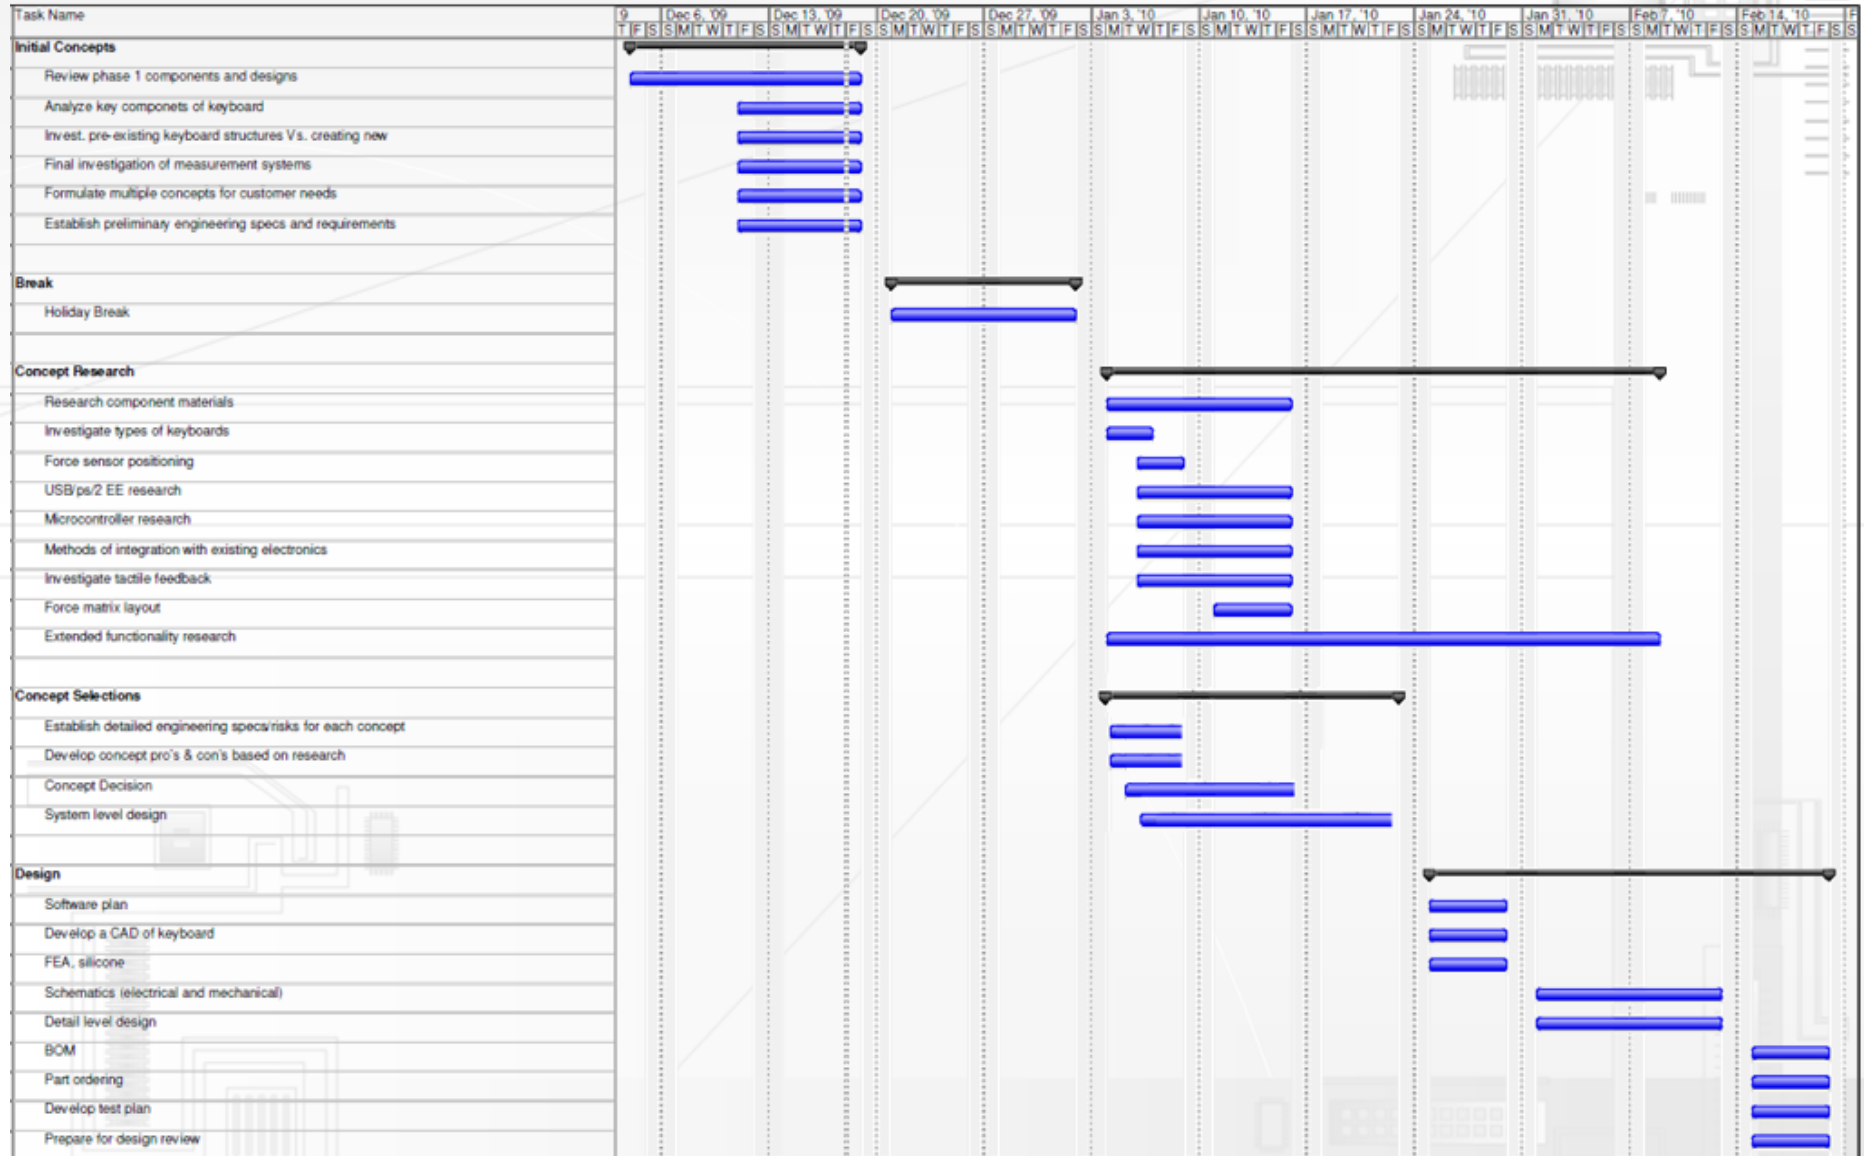 Task Name 9 Dec 6, '09 Dec 13, '09 Dec 20, '09 Dec 27, '09 Jan 3, '10 Jan 10, '10 Jan 17, '10 Jan 24, '10 Jan 31, '10 Feb 7, '10 Feb 14, '10 F
T F S S M T W T F S S M T W T F S S M T W T F S S M T W T F S S M T W T F S S M T W T F S S M T W T F S S M T W T F S S M T W T F S S M T W T F S S M T W T F S S
Initial Concepts
Review phase 1 components and designs
Analyze key componets of keyboard
Invest. pre-existing keyboard structures Vs. creating new
Final investigation of measurement systems
Formulate multiple concepts for customer needs
Establish preliminary engineering specs and requirements
Break
Holiday Break
Concept Research
Research component materials
Investigate types of keyboards
Force sensor positioning
USB/ps/2 EE research
Microcontroller research
Methods of integration with existing electronics
Investigate tactile feedback
Force matrix layout
Extended functionality research
Concept Selections
Establish detailed engineering specs/risks for each concept
Develop concept pro's & con's based on research
Concept Decision
System level design
Design
Software plan
Develop a CAD of keyboard
FEA, silicone
Schematics (electrical and mechanical)
Detail level design
BOM
Part ordering
Develop test plan
Prepare for design review